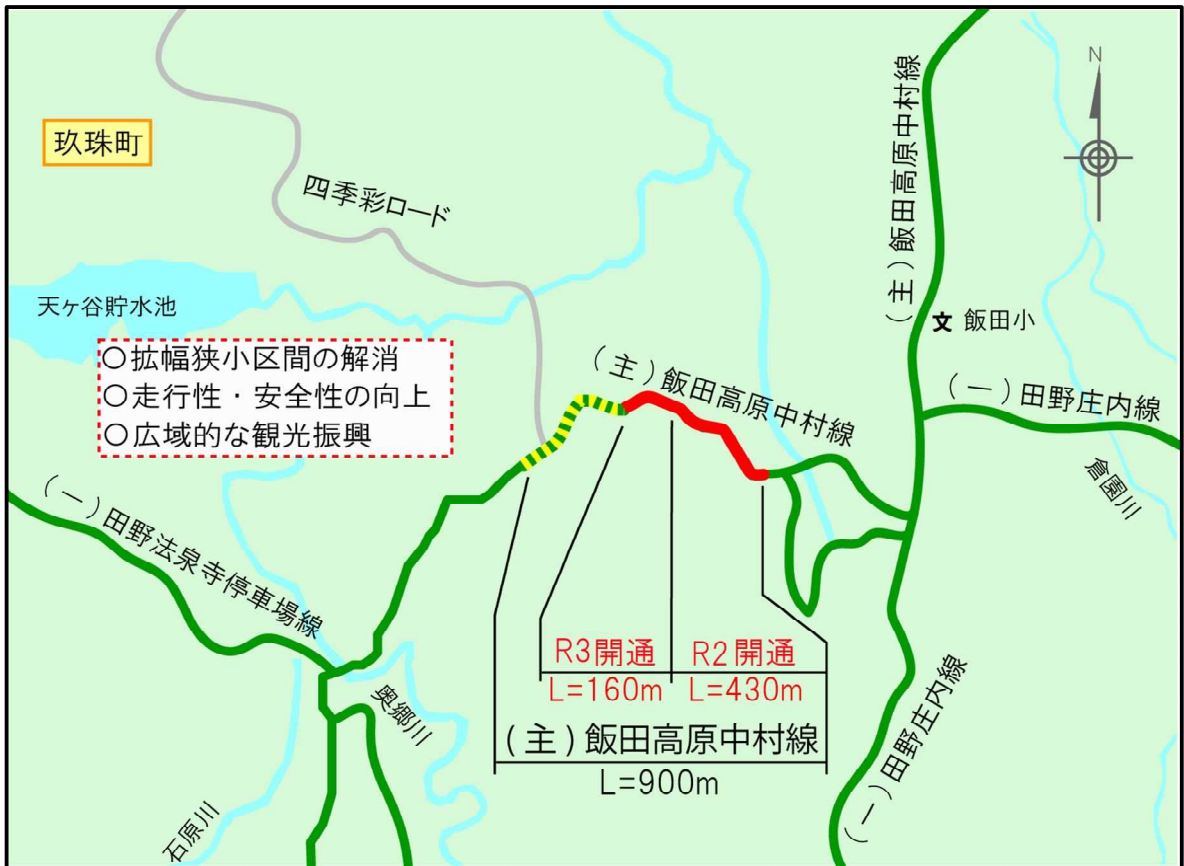 N
玖珠町
四季彩ロード
(主)飯田高原中村線
天ヶ谷貯水池
文 飯田小
○拡幅狭小区間の解消
○走行性・安全性の向上
○広域的な観光振興
(主)飯田高原中村線
(一)田野庄内線
倉園川
(一)田野法泉寺停車場線
R3開通
R2開通
L=160m
L=430m
奥郷川
(主)飯田高原中村線
L=900m
(一)田野庄内線
石原川